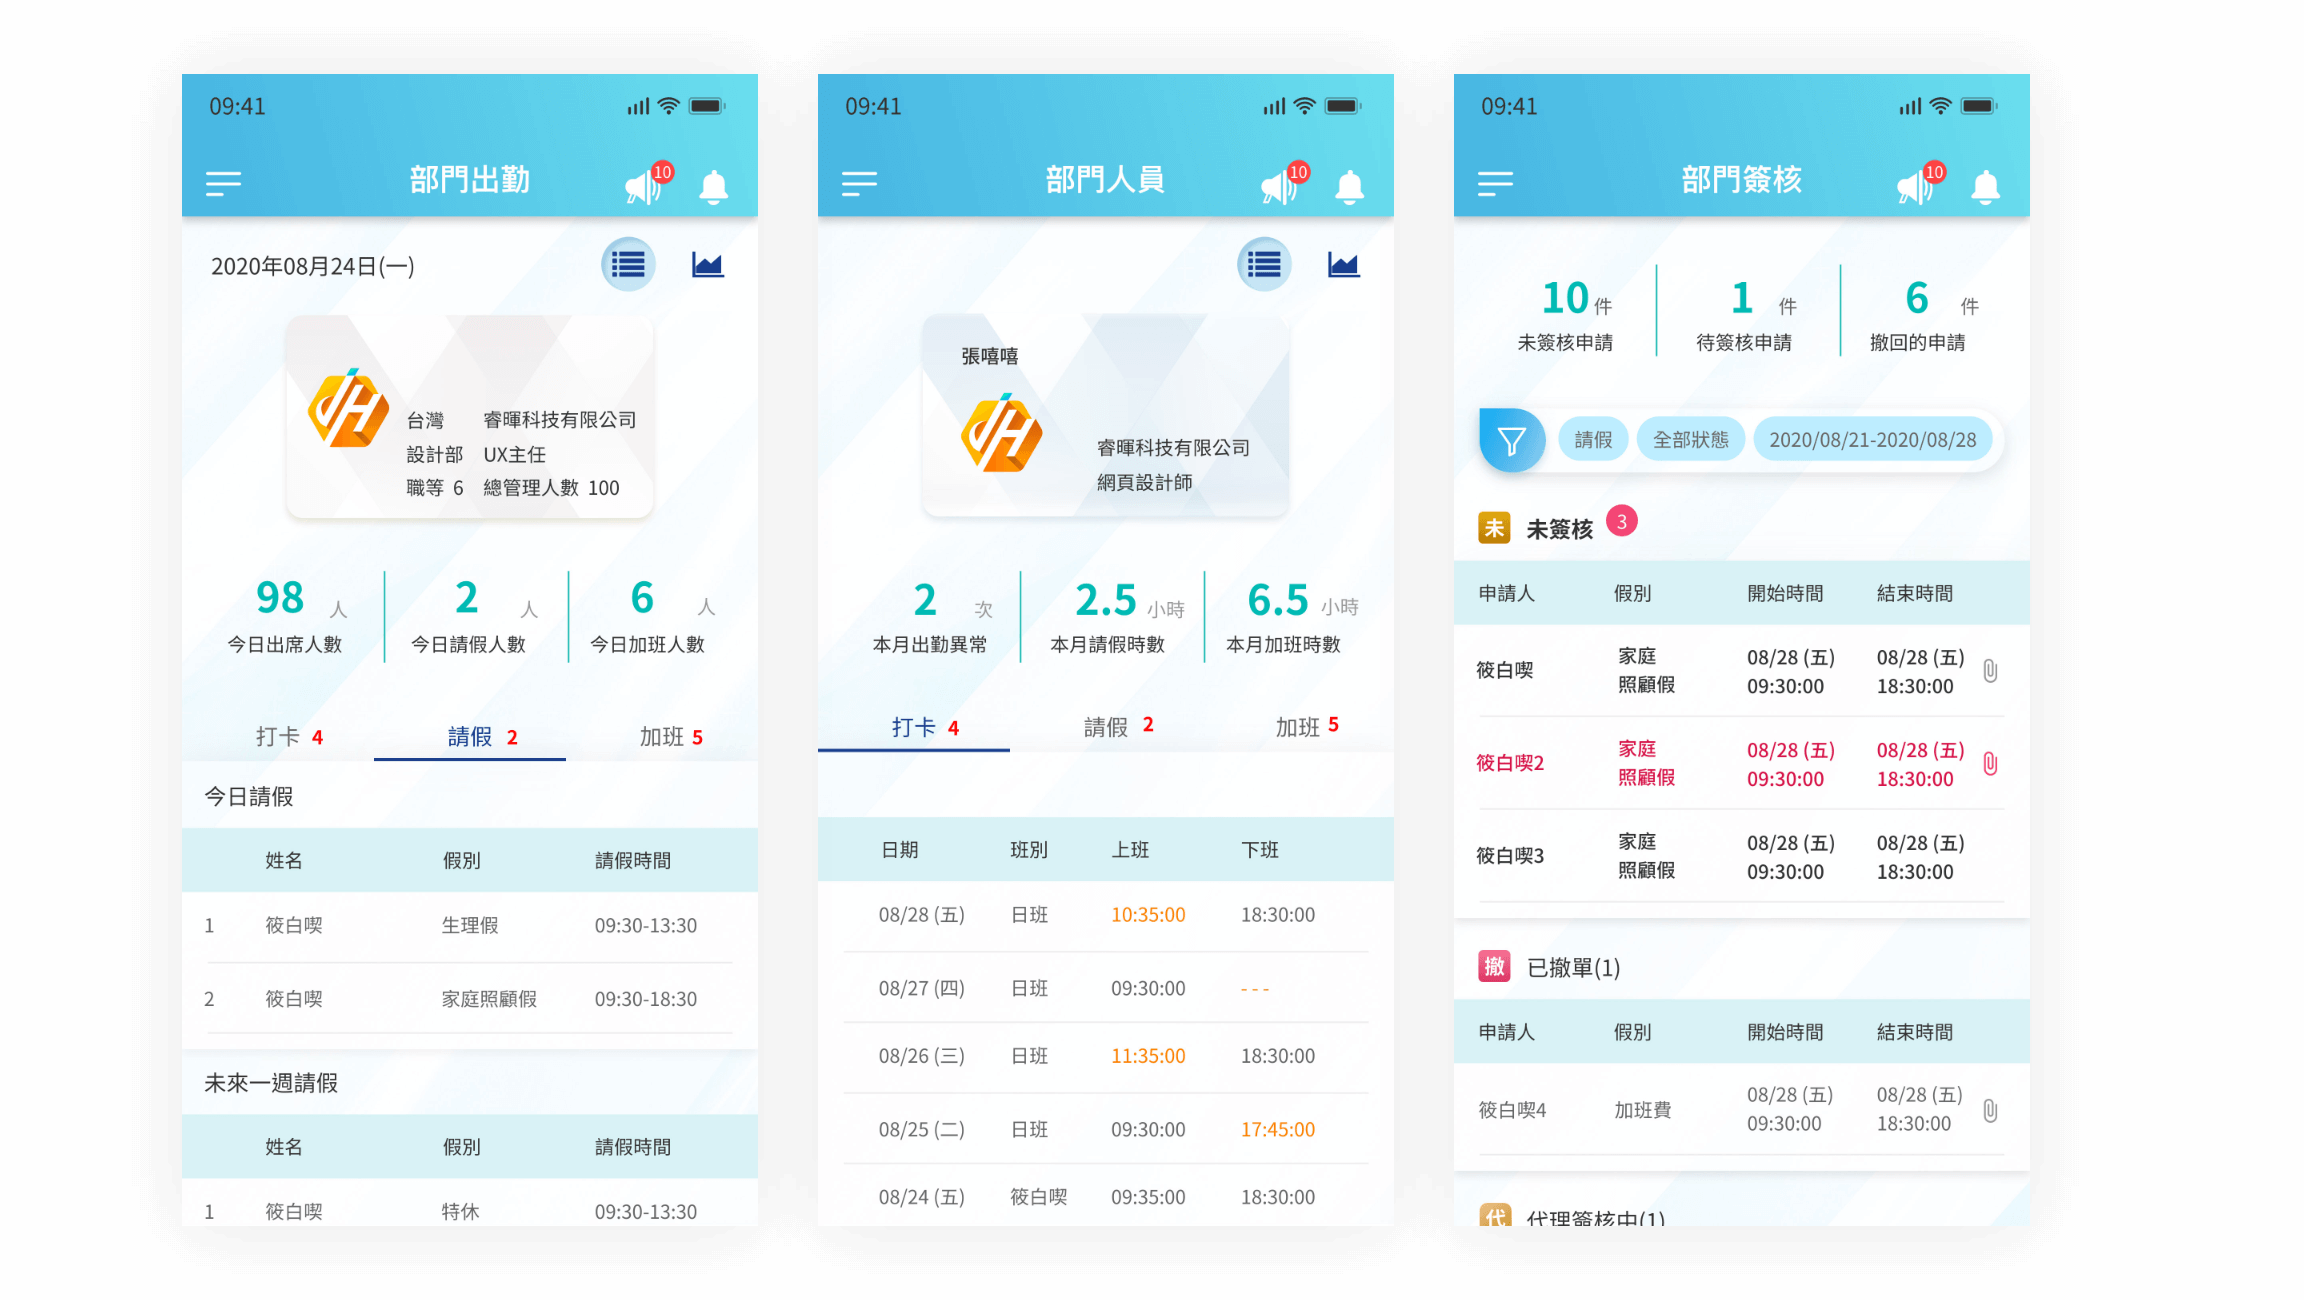 09:41
部門出勤
10
2020年08月24日(一)
台灣 睿暉科技有限公司
設計部 UX主任
職等 6 總管理人數 100
98 人 2 人 6 人
今日出席人數 今日請假人數 今日加班人數
打卡 4 請假 2 加班 5
今日請假
姓名 假別 請假時間
1 筱白喫 生理假 09:30-13:30
2 筱白喫 家庭照顧假 09:30-18:30
未來一週請假
姓名 假別 請假時間
1 筱白喫 特休 09:30-13:30
09:41
部門人員
10
張嘻嘻
睿暉科技有限公司
網頁設計師
2 次 2.5 小時 6.5 小時
本月出勤異常 本月請假時數 本月加班時數
打卡 4 請假 2 加班 5
日期 班別 上班 下班
08/28 (五) 日班 10:35:00 18:30:00
08/27 (四) 日班 09:30:00 ---
08/26 (三) 日班 11:35:00 18:30:00
08/25 (二) 日班 09:30:00 17:45:00
08/24 (五) 筱白喫 09:35:00 18:30:00
09:41
部門簽核
10
10 件 1 件 6 件
未簽核申請 待簽核申請 撤回的申請
請假 全部狀態 2020/08/21-2020/08/28
未 未簽核 3
申請人 假別 開始時間 結束時間
筱白喫 家庭 08/28 (五) 08/28 (五)
照顧假 09:30:00 18:30:00
筱白喫2 家庭 08/28 (五) 08/28 (五)
照顧假 09:30:00 18:30:00
筱白喫3 家庭 08/28 (五) 08/28 (五)
照顧假 09:30:00 18:30:00
撤 已撤單(1)
申請人 假別 開始時間 結束時間
筱白喫4 加班費 08/28 (五) 08/28 (五)
09:30:00 18:30:00
代 代理簽核中(1)